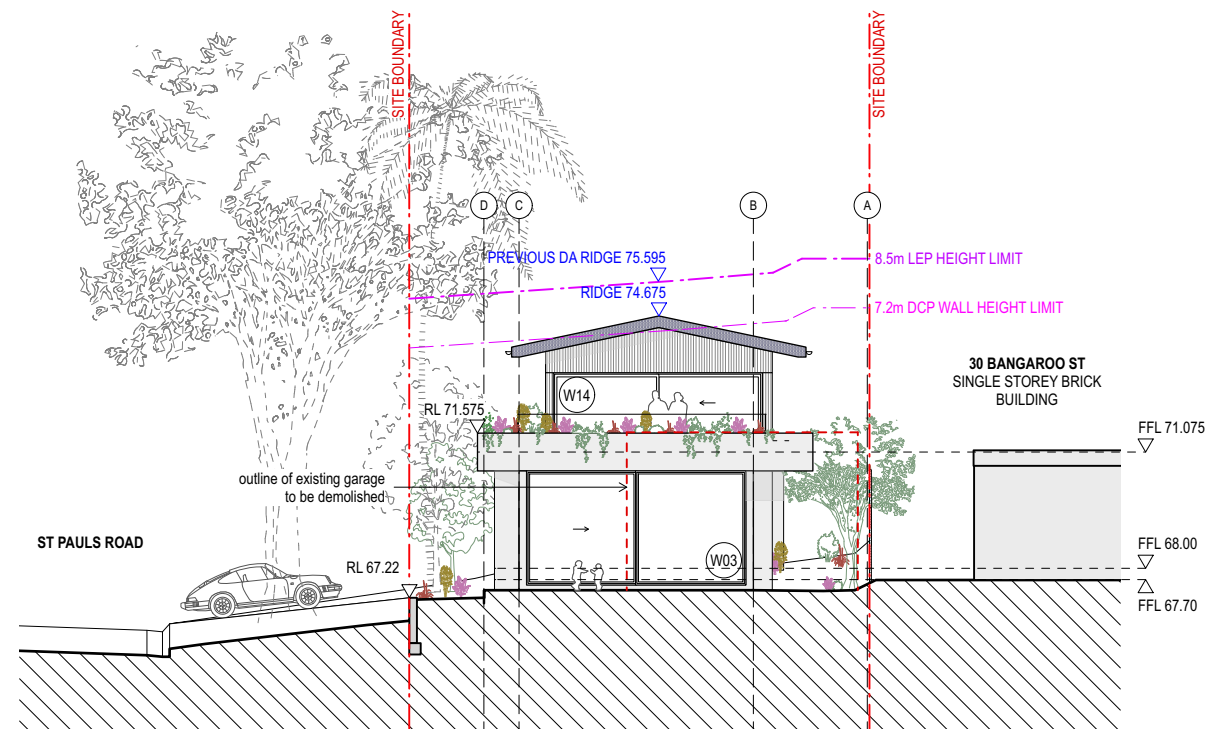 SITE BOUNDARY
SITE BOUNDARY
D
C
B
A
PREVIOUS DA RIDGE 75.595
8.5m LEP HEIGHT LIMIT
RIDGE 74.675
7.2m DCP WALL HEIGHT LIMIT
30 BANGAROO ST
SINGLE STOREY BRICK
BUILDING
W14
RL 71.575
FFL 71.075
outline of existing garage
to be demolished
ST PAULS ROAD
RL 67.22
W03
FFL 68.00
FFL 67.70